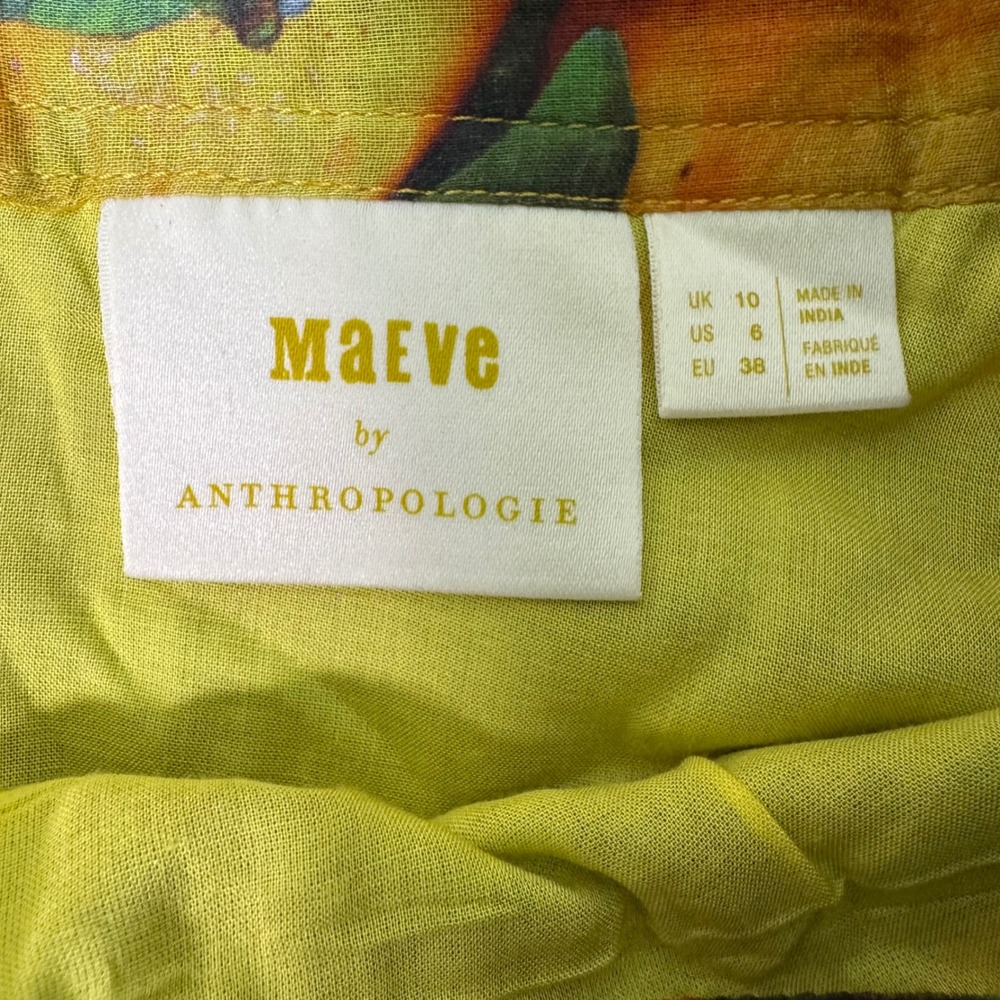 MaEVe
by
ANTHROPOLOGIE
UK 10
US 6
EU 38
MADE IN
INDIA
FABRIQUÉ
EN INDE